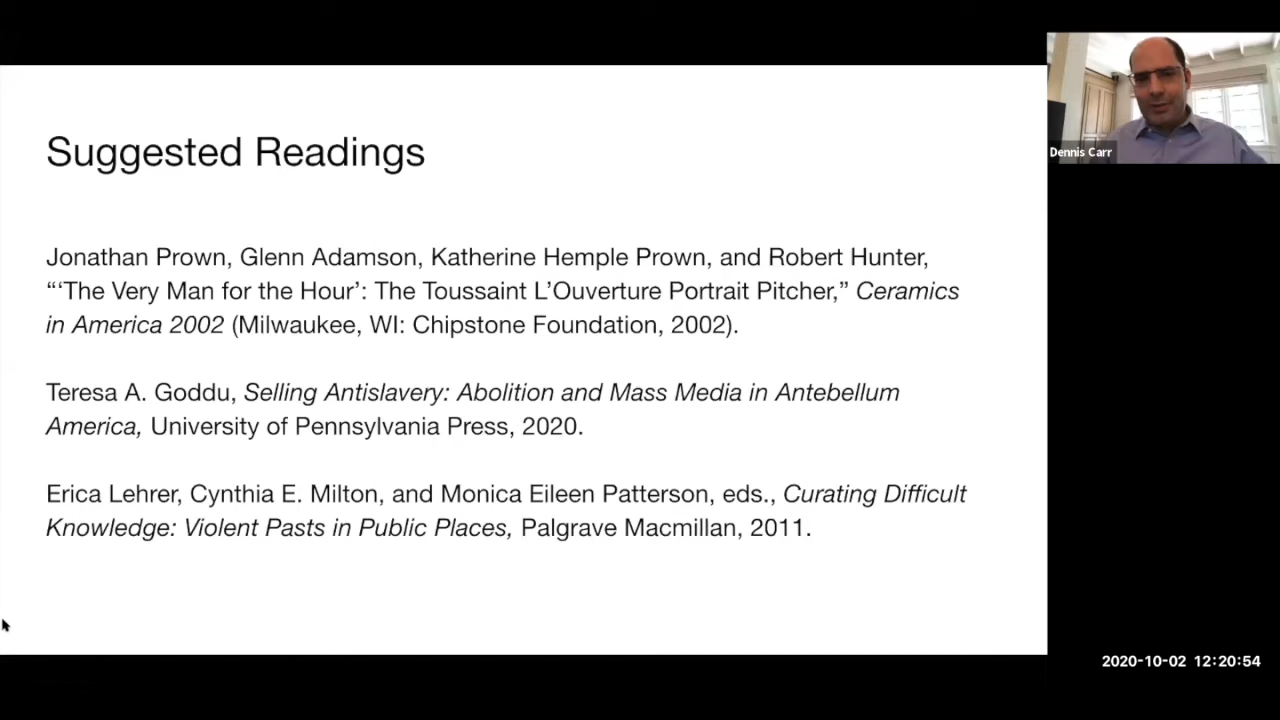 Suggested Readings
Jonathan Prown, Glenn Adamson, Katherine Hemple Prown, and Robert Hunter,
“‘The Very Man for the Hour’: The Toussaint L’Ouverture Portrait Pitcher,” Ceramics
in America 2002 (Milwaukee, WI: Chipstone Foundation, 2002).
Teresa A. Goddu, Selling Antislavery: Abolition and Mass Media in Antebellum
America, University of Pennsylvania Press, 2020.
Erica Lehrer, Cynthia E. Milton, and Monica Eileen Patterson, eds., Curating Difficult
Knowledge: Violent Pasts in Public Places, Palgrave Macmillan, 2011.
Dennis Carr
2020-10-02 12:20:54